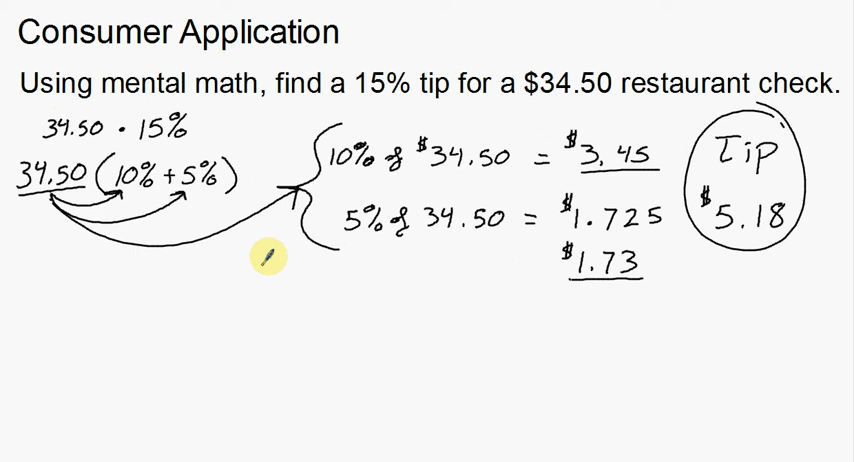 Consumer Application
Using mental math, find a 15% tip for a $34.50 restaurant check.
34.50 · 15%
34.50 (10% + 5%)
10% of $34.50 = $3.45
5% of 34.50 = $1.725
$1.73
Tip
$5.18